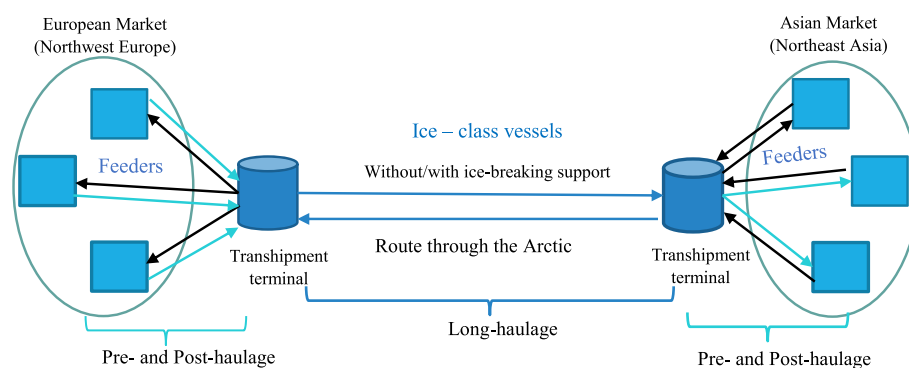 European Market
(Northwest Europe)
Asian Market
(Northeast Asia)
Ice – class vessels
Feeders
Feeders
Without/with ice-breaking support
Route through the Arctic
Transhipment
terminal
Transhipment
terminal
Long-haulage
Pre- and Post-haulage
Pre- and Post-haulage